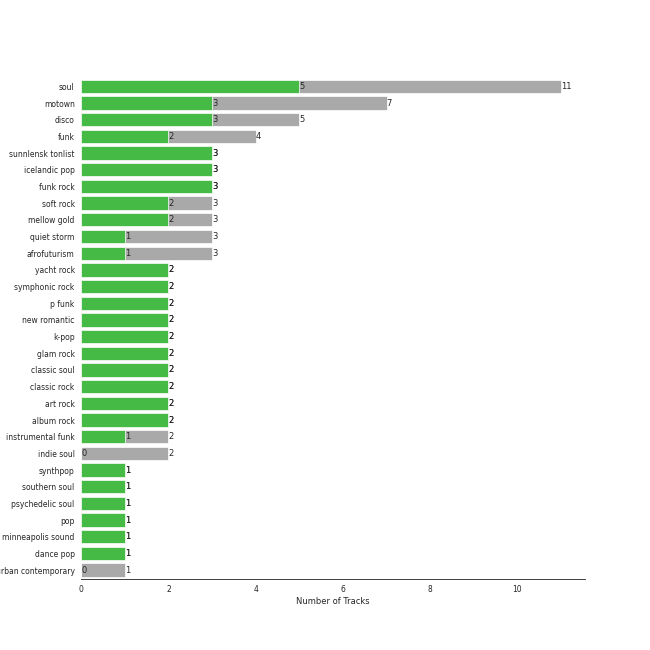 soul 5 11
motown 3 7
disco 3 5
funk 2 4
sunnlensk tonlist 3
icelandic pop 3
funk rock 3
soft rock 2 3
mellow gold 2 3
quiet storm 1 3
afrofuturism 1 3
yacht rock 2
symphonic rock 2
p funk 2
new romantic 2
k-pop 2
glam rock 2
classic soul 2
classic rock 2
art rock 2
album rock 2
instrumental funk 1 2
indie soul 0 2
synthpop 1
southern soul 1
psychedelic soul 1
pop 1
minneapolis sound 1
dance pop 1
rban contemporary 0 1
0 2 4 6 8 10
Number of Tracks